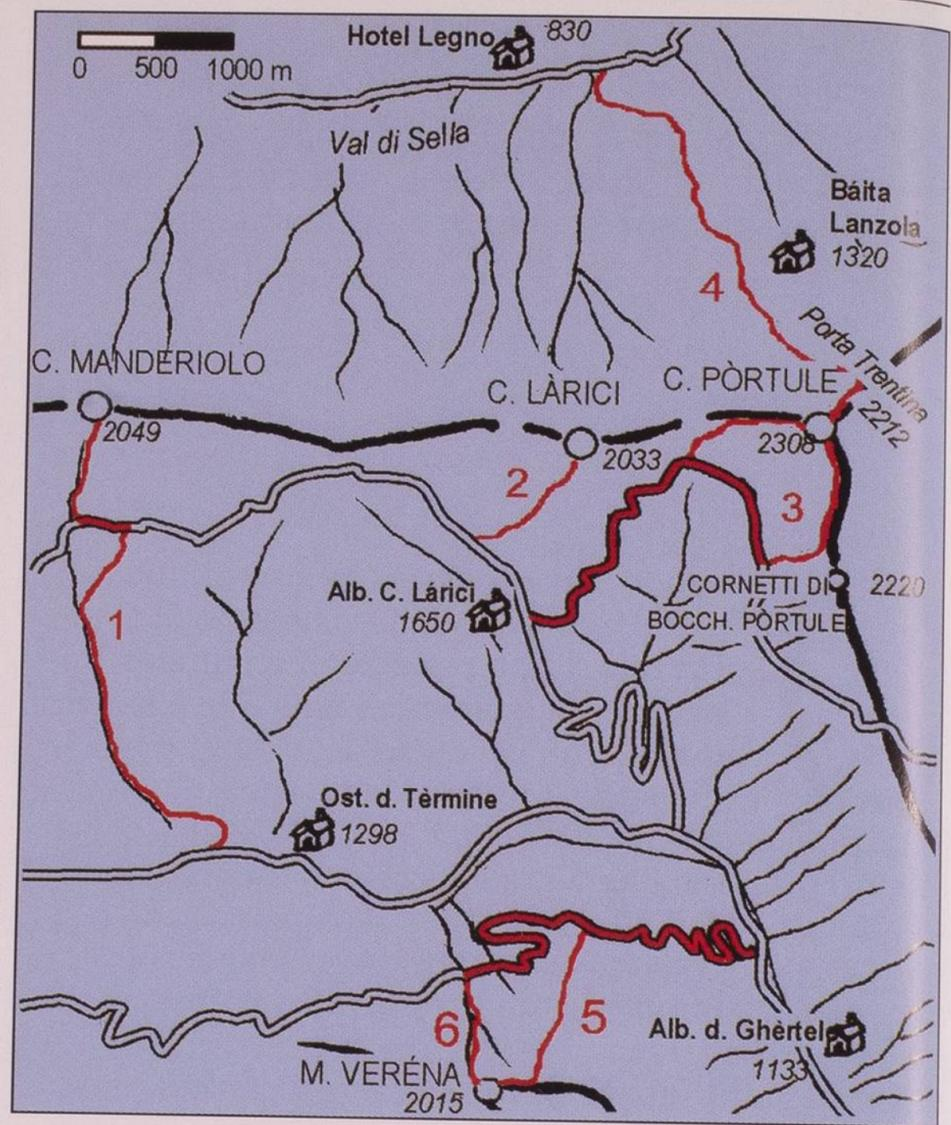 Hotel Legno 830
0 500 1000 m
Val di Sella
Báita
Lanzola
1320
4
Porta Trentina
2212
C. MANDERIOLO
2049
C. LÀRICI
2033
C. PÒRTULE
2308
2
3
1
Alb. C. Lárici
1650
CORNETTI DI
BOCCH. PÒRTULE
2220
Ost. d. Tèrmine
1298
6
5
Alb. d. Ghèrtele
1133
M. VERÉNA
2015